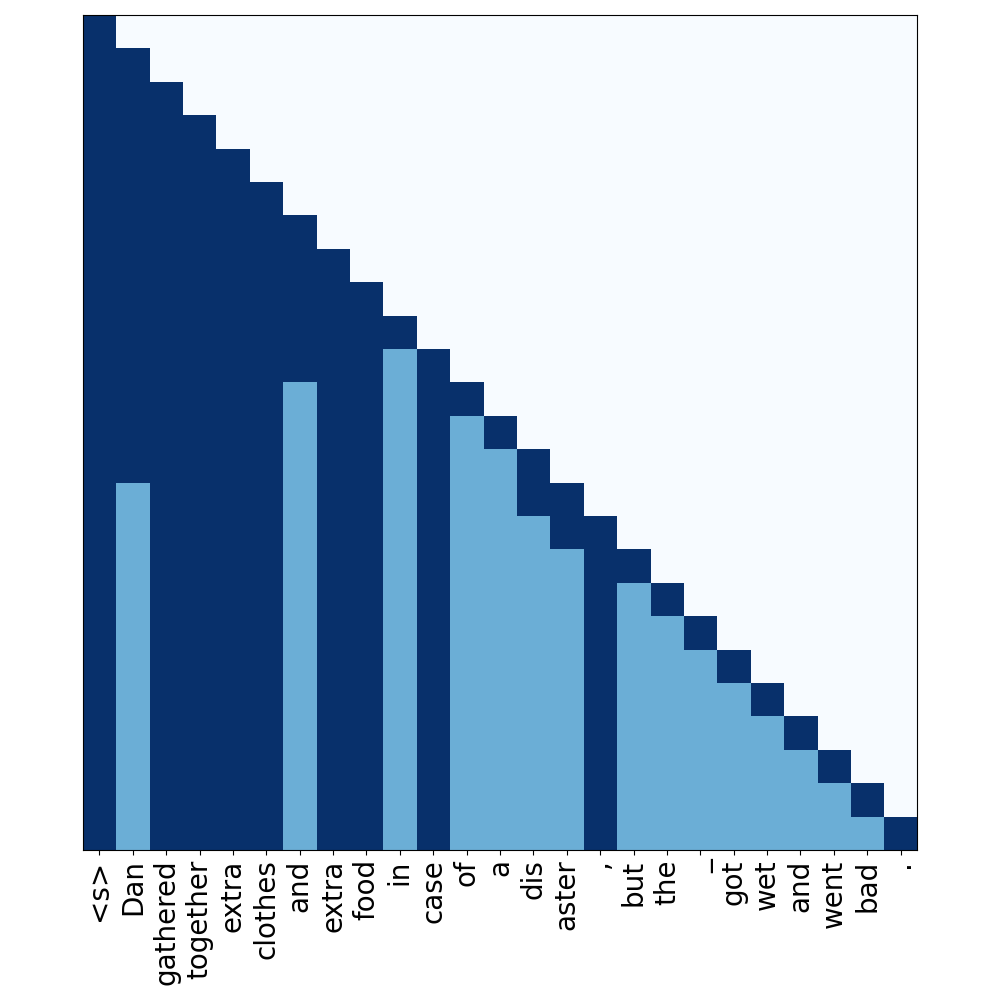 <s> Dan gathered together extra clothes and extra food in case of a dis aster , but the _ got wet and went bad .